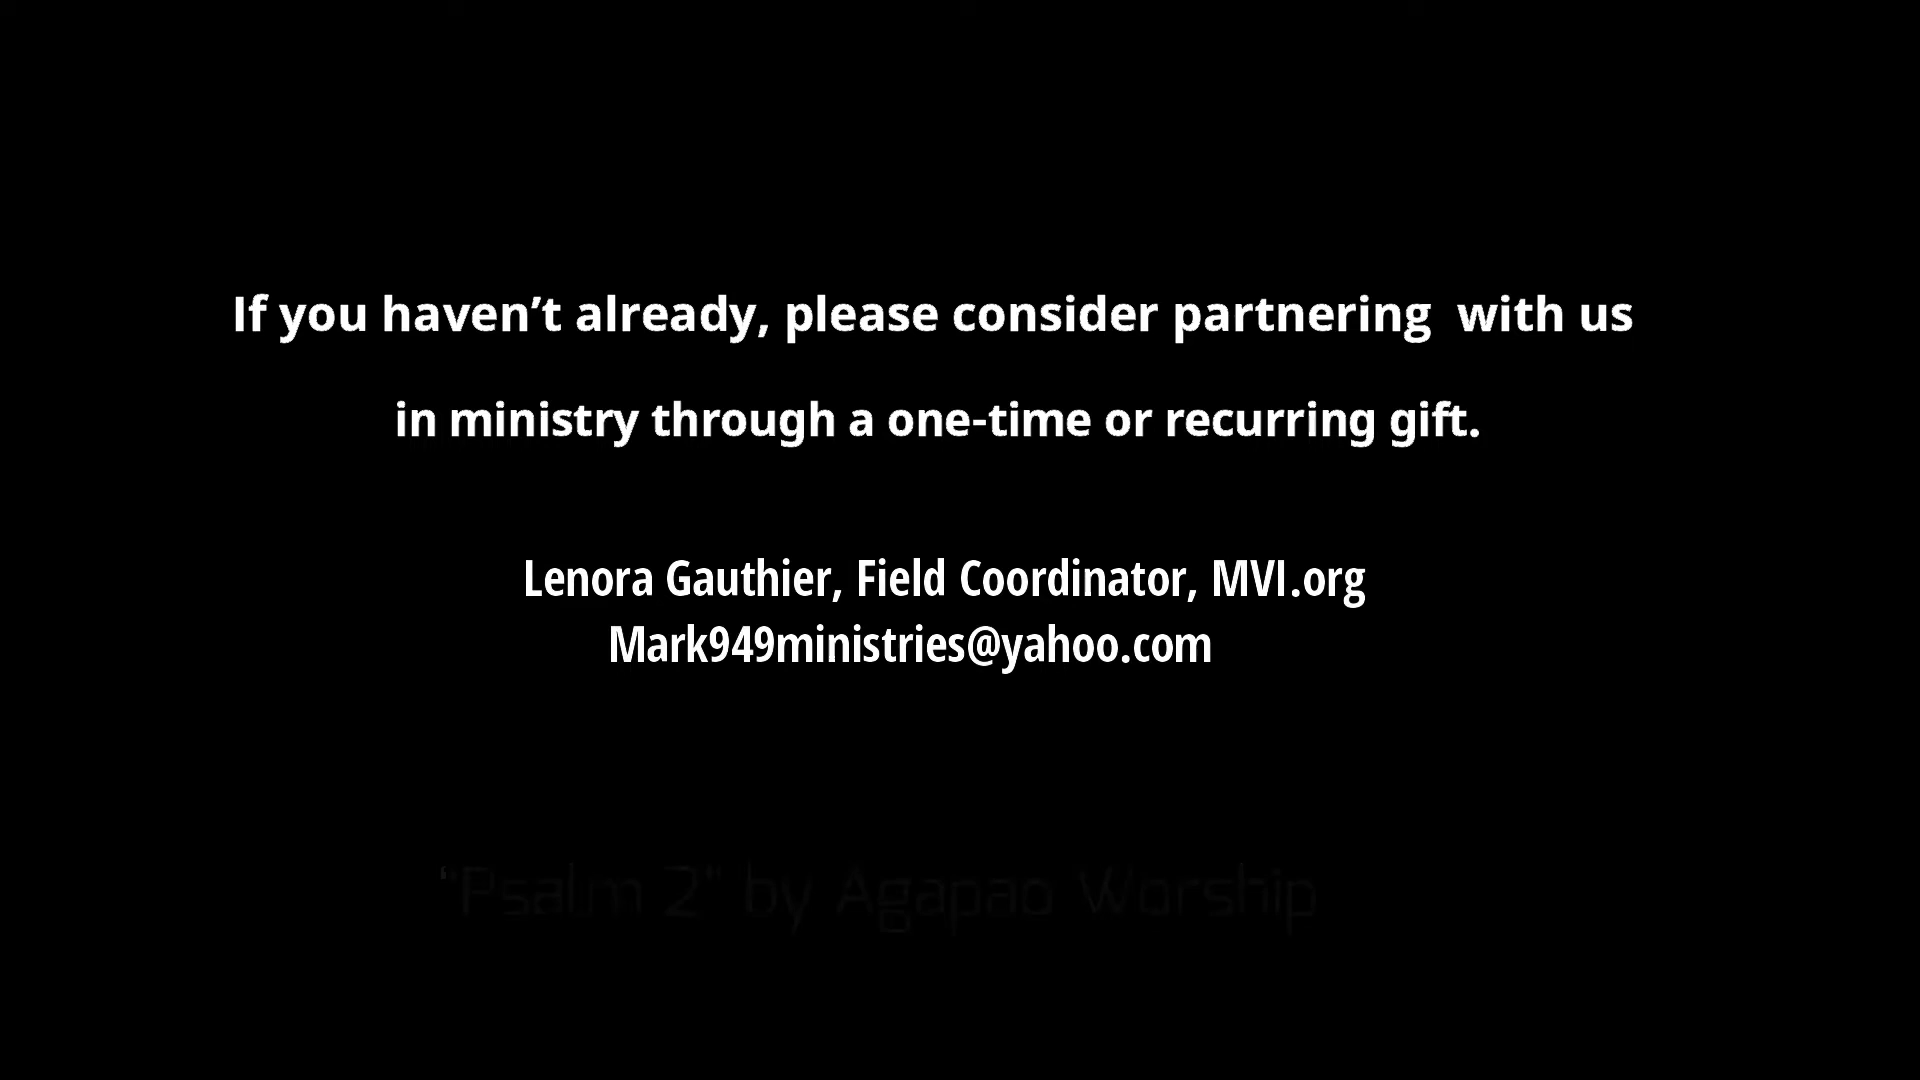 If you haven’t already, please consider partnering  with us
in ministry through a one-time or recurring gift.
Lenora Gauthier, Field Coordinator, MVI.org
Mark949ministries@yahoo.com
"Psalm 2" by Agapao Worship